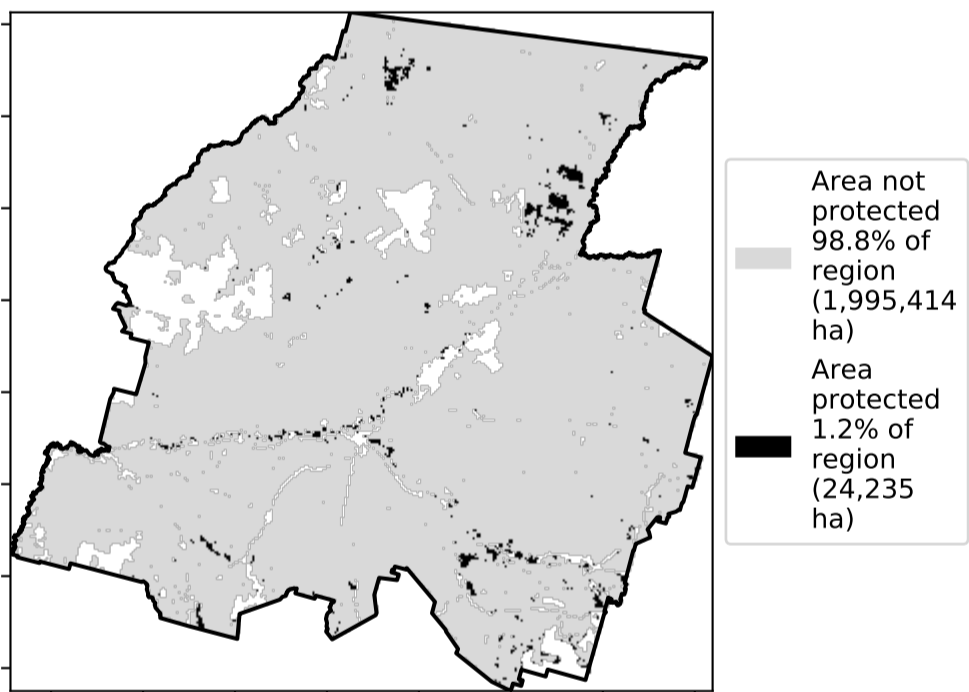 Area not
protected
98.8% of
region
(1,995,414
ha)
Area
protected
1.2% of
region
(24,235
ha)